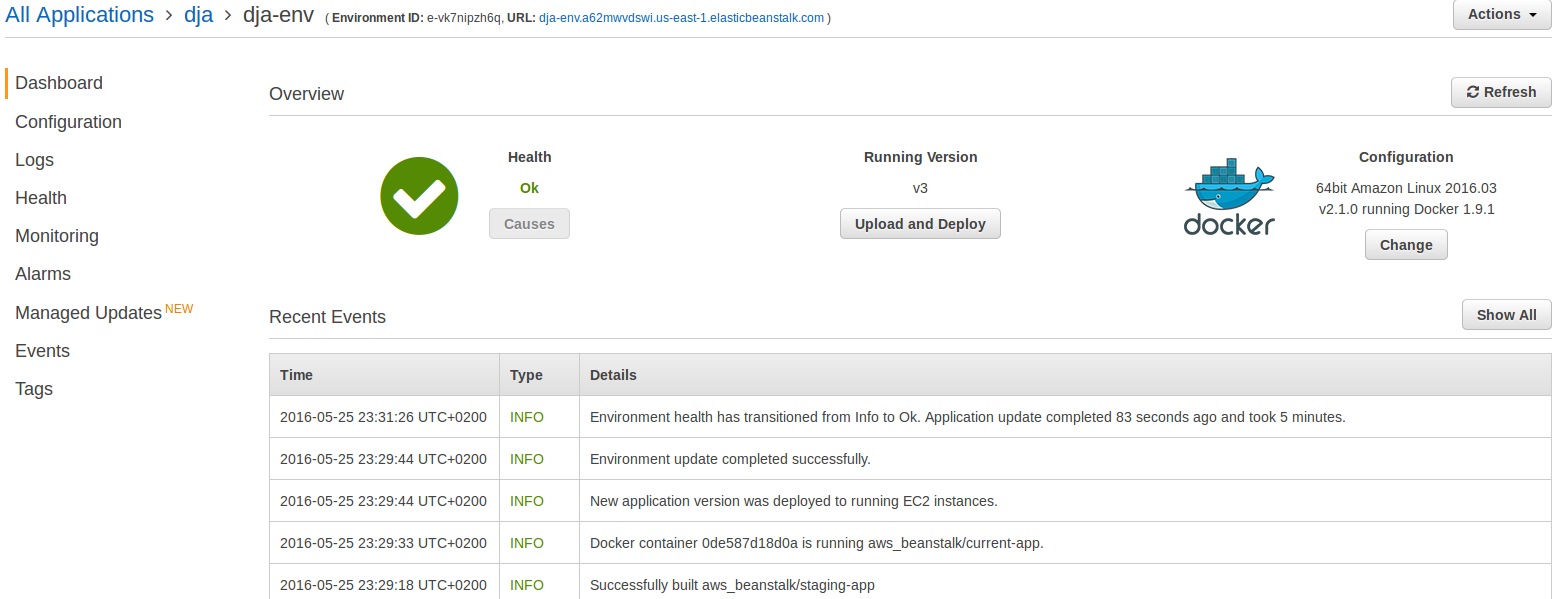 All Applications › dja › dja-env ( Environment ID: e-vk7nipzh6q, URL: dja-env.a62mwvdswi.us-east-1.elasticbeanstalk.com )
Actions
Dashboard
Configuration
Logs
Health
Monitoring
Alarms
Managed Updates NEW
Events
Tags
Overview
Refresh
Health
Ok
Causes
Running Version
v3
Upload and Deploy
docker
Configuration
64bit Amazon Linux 2016.03
v2.1.0 running Docker 1.9.1
Change
Recent Events
Show All
Time Type Details
2016-05-25 23:31:26 UTC+0200 INFO Environment health has transitioned from Info to Ok. Application update completed 83 seconds ago and took 5 minutes.
2016-05-25 23:29:44 UTC+0200 INFO Environment update completed successfully.
2016-05-25 23:29:44 UTC+0200 INFO New application version was deployed to running EC2 instances.
2016-05-25 23:29:33 UTC+0200 INFO Docker container 0de587d18d0a is running aws_beanstalk/current-app.
2016-05-25 23:29:18 UTC+0200 INFO Successfully built aws_beanstalk/staging-app